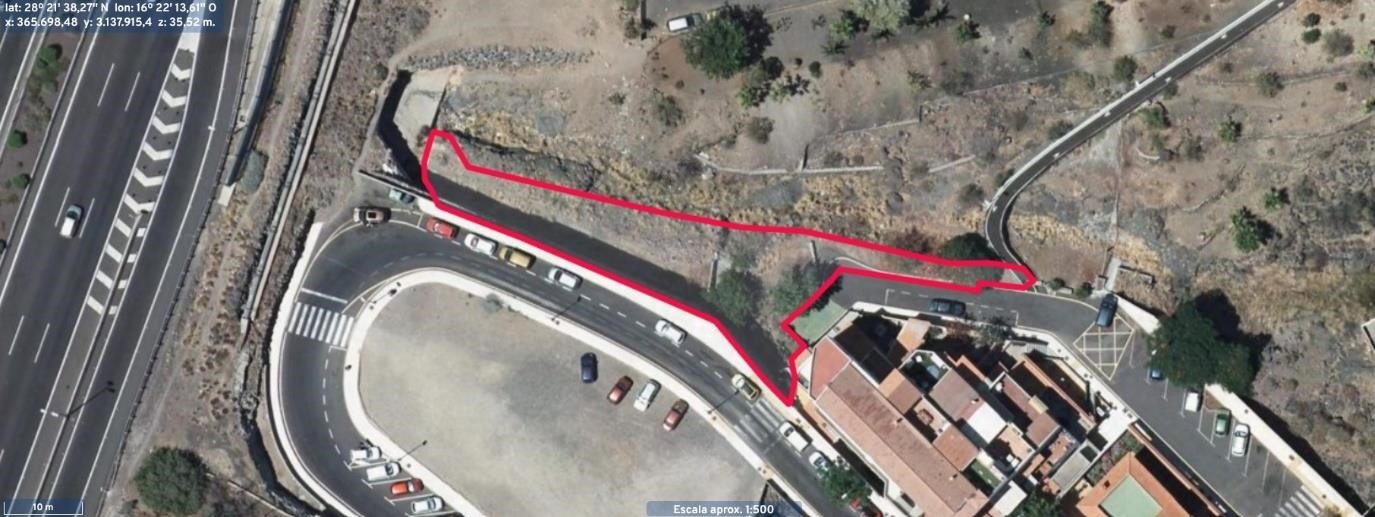 lat: 28º 21' 38,27'' N  lon: 16º 22' 13,61'' O
x: 365.698,48  y: 3.137.915,4  z: 35,52 m.
10 m
Escala aprox. 1:500